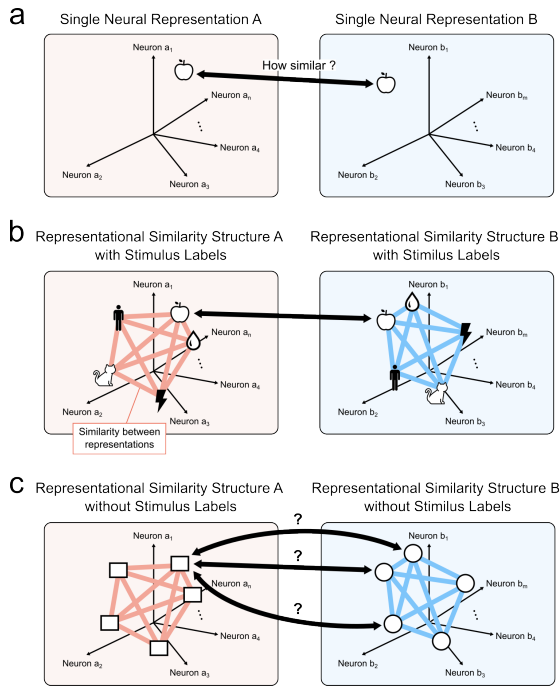 a
Single Neural Representation A
Single Neural Representation B
Neuron a1
Neuron b1
How similar ?
Neuron an
Neuron bm
...
...
Neuron a4
Neuron b4
Neuron a2
Neuron a3
Neuron b2
Neuron b3
b
Representational Similarity Structure A
with Stimulus Labels
Representational Similarity Structure B
with Stimilus Labels
Neuron a1
Neuron b1
Neuron an
Neuron bm
...
...
Neuron a4
Neuron b4
Neuron a2
Neuron a3
Neuron b2
Neuron b3
Similarity between
representations
c
Representational Similarity Structure A
without Stimulus Labels
Representational Similarity Structure B
without Stimilus Labels
?
Neuron a1
Neuron b1
?
Neuron an
Neuron bm
?
...
...
Neuron a4
Neuron b4
Neuron a2
Neuron a3
Neuron b2
Neuron b3